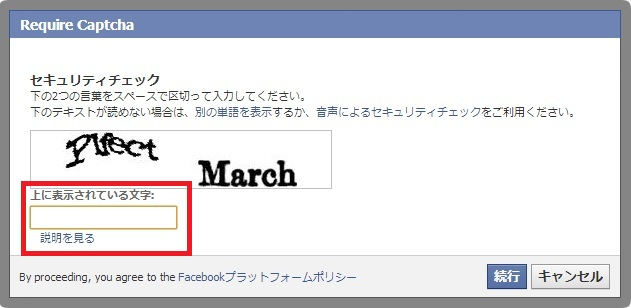 Require Captcha
セキュリティチェック
下の2つの言葉をスペースで区切って入力してください。
下のテキストが読めない場合は、別の単語を表示するか、音声によるセキュリティチェックをご利用ください。
March
上に表示されている文字:
説明を見る
By proceeding, you agree to the Facebookプラットフォームポリシー
続行 キャンセル